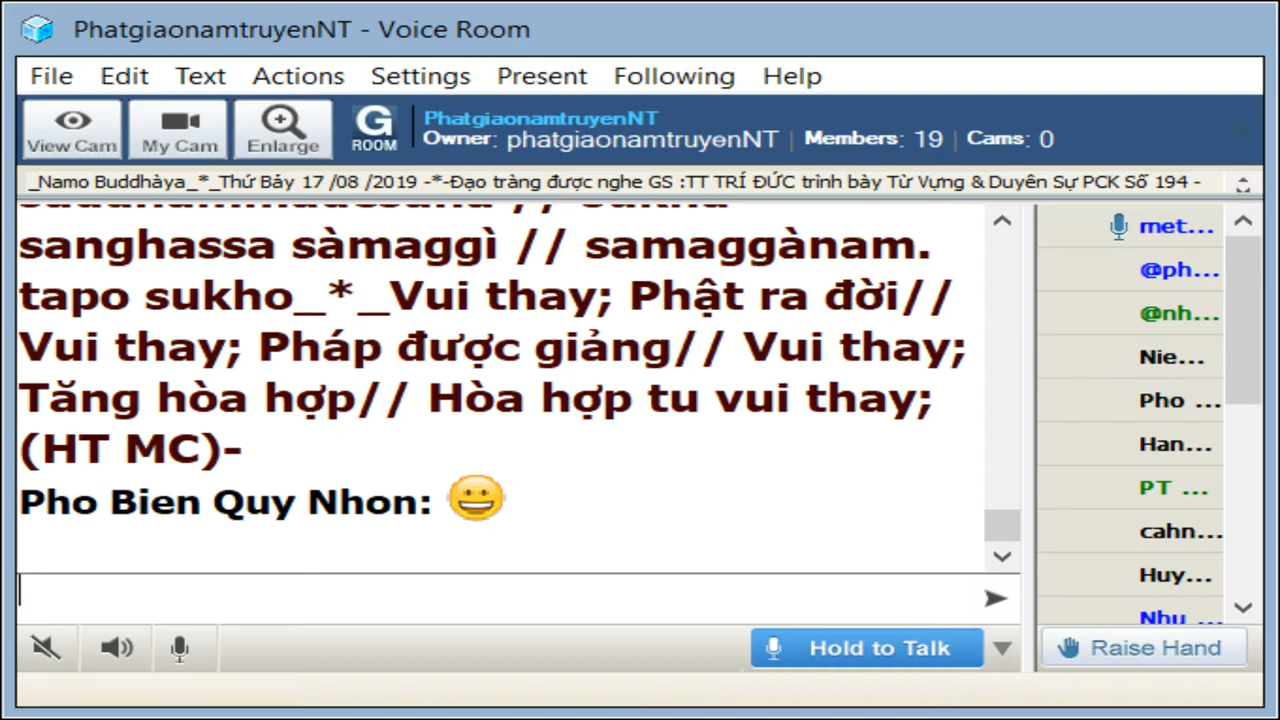 PhatgiaonamtruyenNT - Voice Room
File Edit Text Actions Settings Present Following Help
View Cam My Cam Enlarge G ROOM
PhatgiaonamtruyenNT
Owner: phatgiaonamtruyenNT | Members: 19 | Cams: 0
_Namo Buddhàya_*_Thứ Bảy 17 /08 /2019 -*-Đạo tràng được nghe GS :TT TRÍ ĐỨC trình bày Từ Vựng & Duyên Sự PCK Số 194 -
sanghassa sàmaggì // samaggànam.
tapo sukho_*_Vui thay; Phật ra đời//
Vui thay; Pháp được giảng// Vui thay;
Tăng hòa hợp// Hòa hợp tu vui thay;
(HT MC)-
Pho Bien Quy Nhon:
met...
@ph...
@nh...
Nie...
Pho ...
Han...
PT ...
cahn...
Huy...
Nhu ...
Hold to Talk
Raise Hand